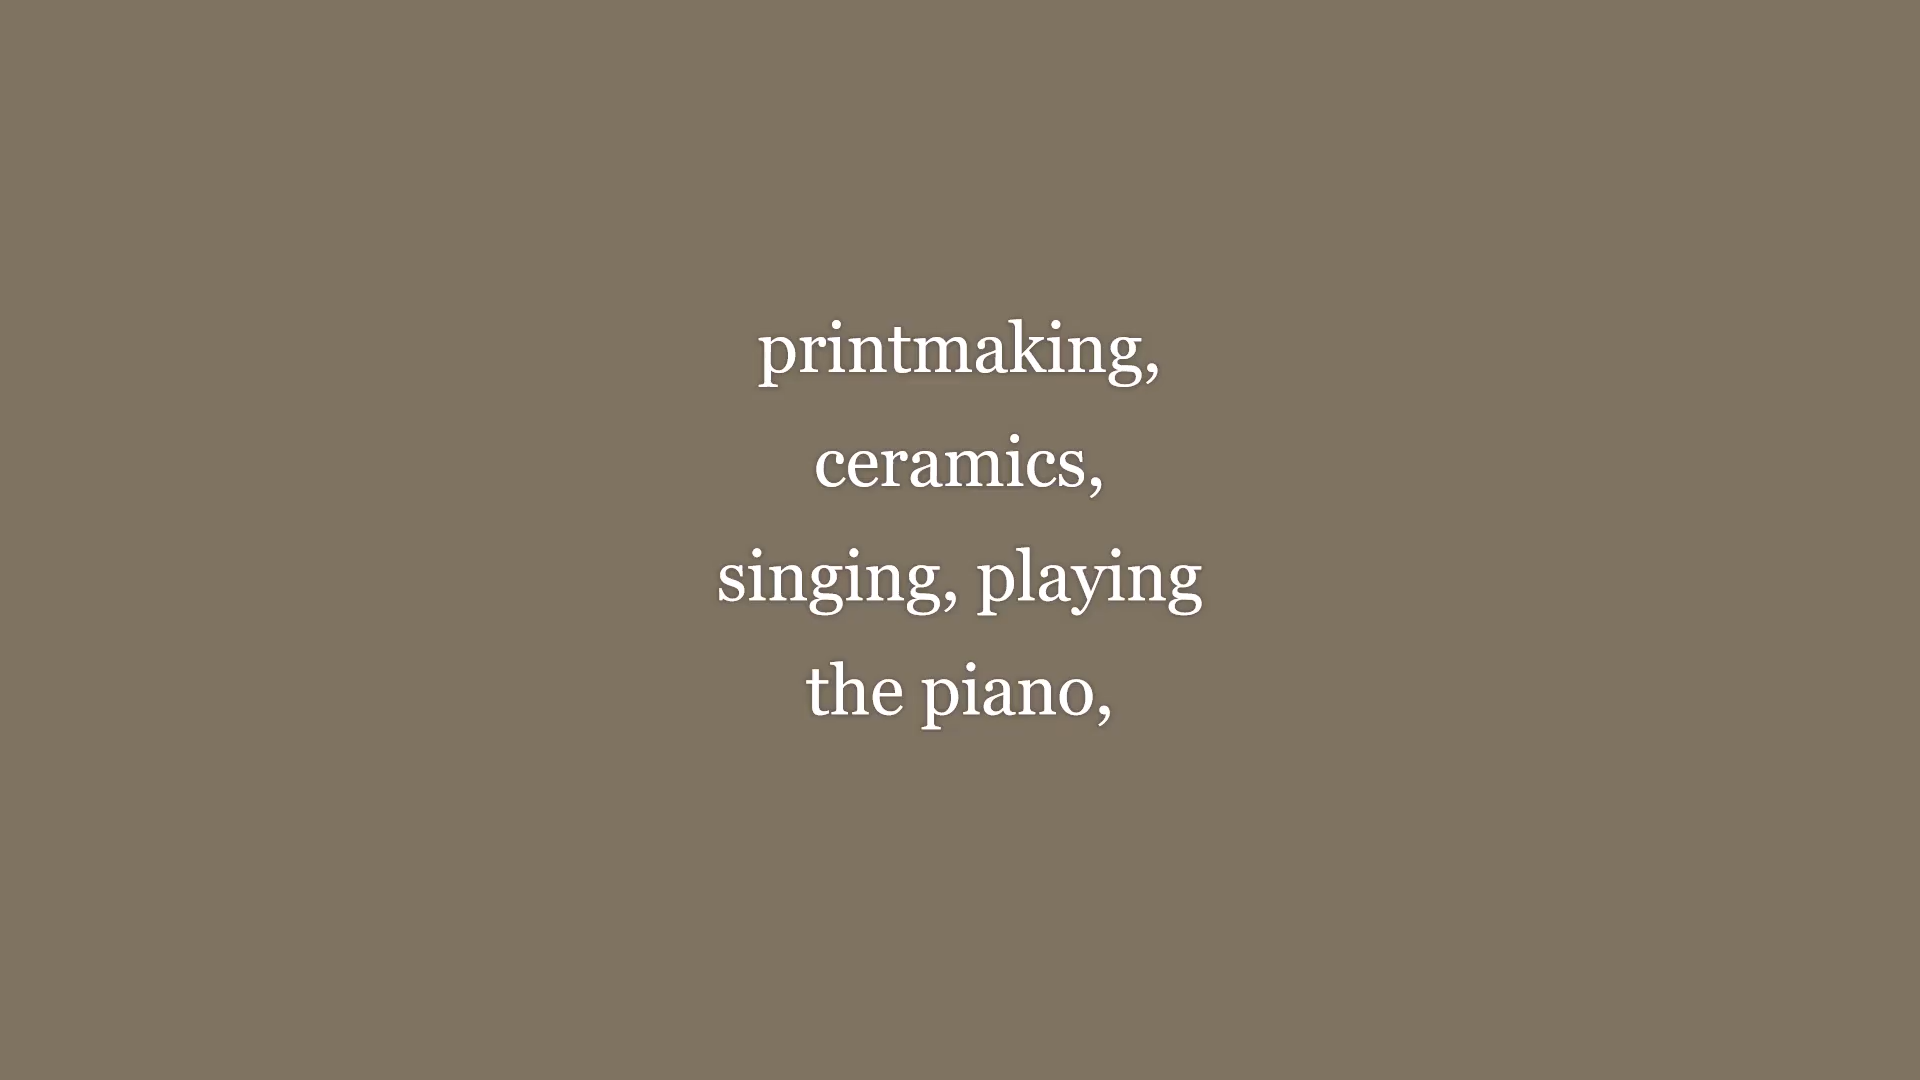 printmaking,
ceramics,
singing, playing
the piano,